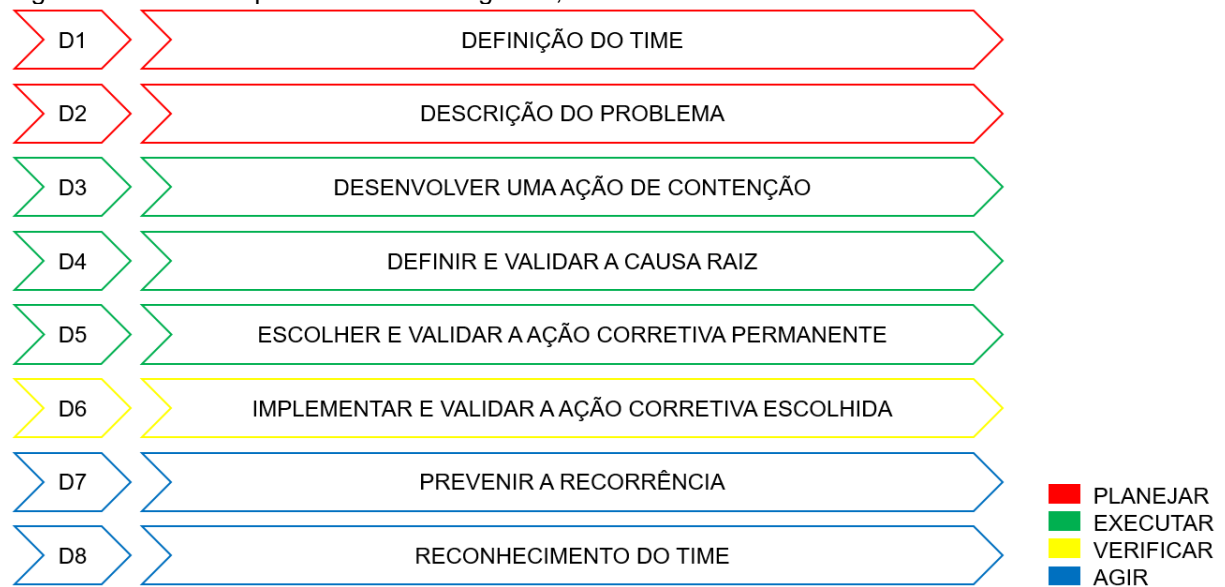 D1
DEFINIÇÃO DO TIME
D2
DESCRIÇÃO DO PROBLEMA
D3
DESENVOLVER UMA AÇÃO DE CONTENÇÃO
D4
DEFINIR E VALIDAR A CAUSA RAIZ
D5
ESCOLHER E VALIDAR A AÇÃO CORRETIVA PERMANENTE
D6
IMPLEMENTAR E VALIDAR A AÇÃO CORRETIVA ESCOLHIDA
D7
PREVENIR A RECORRÊNCIA
D8
RECONHECIMENTO DO TIME
PLANEJAR
EXECUTAR
VERIFICAR
AGIR